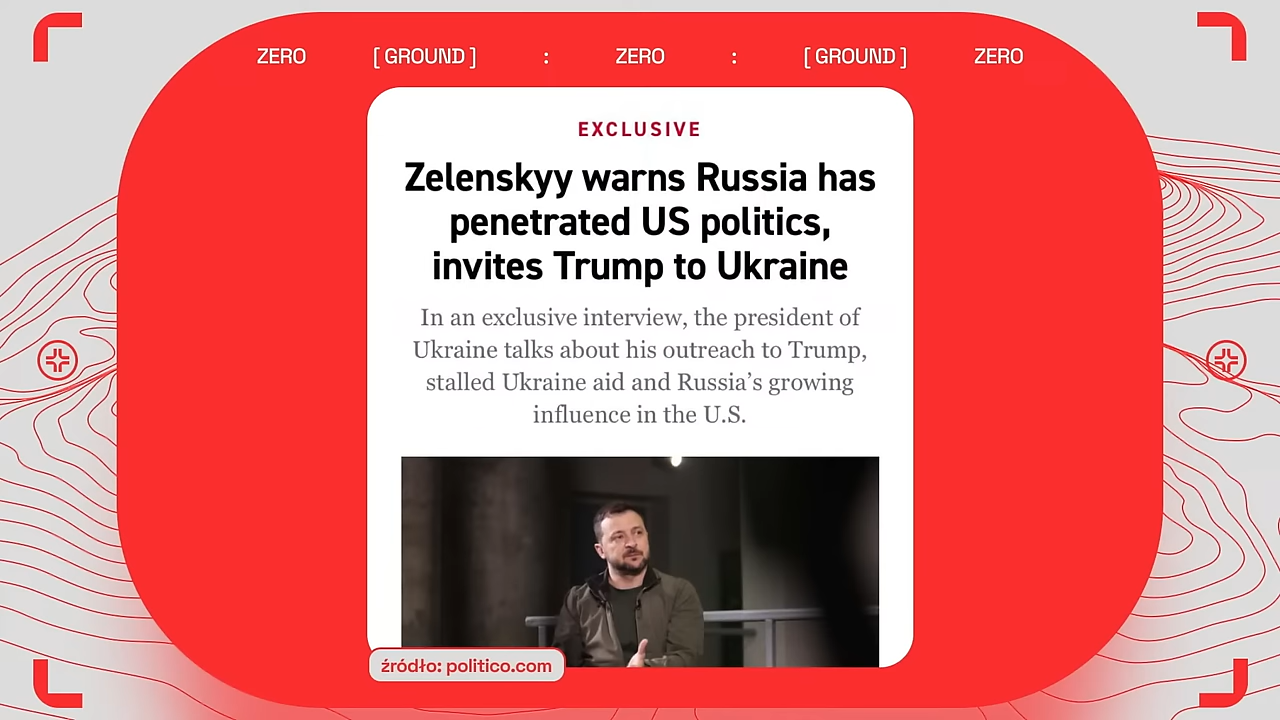 ZERO [ GROUND ] : ZERO : [ GROUND ] ZERO
EXCLUSIVE
Zelenskyy warns Russia has
penetrated US politics,
invites Trump to Ukraine
In an exclusive interview, the president of
Ukraine talks about his outreach to Trump,
stalled Ukraine aid and Russia’s growing
influence in the U.S.
źródło: politico.com